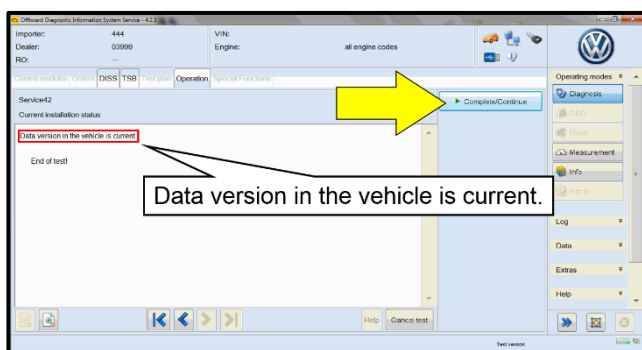 Offboard Diagnostic Information System Service - 4.2.3
Importer: 444 VIN:
Dealer: 03999 Engine: all engine codes
RO: ---
Control modules Orders DISS TSB Test plan Operation Special Functions
Service42
Current installation status
Data version in the vehicle is current.
End of test!
Data version in the vehicle is current.
Complete/Continue
Help Cancel test
Operating modes
Diagnosis
OBD
Flash
Measurement
Info
Admin
Log
Data
Extras
Help
Test version